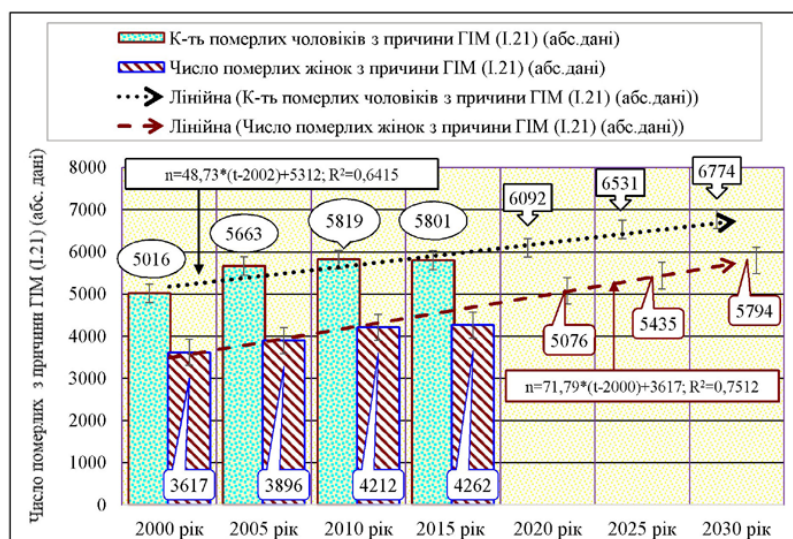 К-ть померлих чоловіків з причини ГІМ (І.21) (абс.дані)
Число померлих жінок з причини ГІМ (І.21) (абс.дані)
Лінійна (К-ть померлих чоловіків з причини ГІМ (І.21) (абс.дані))
Лінійна (Число померлих жінок з причини ГІМ (І.21) (абс.дані))
Число померлих з причини ГІМ (І.21) (абс. дані)
8000
7000
6000
5000
4000
3000
2000
1000
0
n=48,73*(t-2002)+5312; R²=0,6415
5016
5663
5819
5801
6092
6531
6774
5076
5435
5794
n=71,79*(t-2000)+3617; R²=0,7512
3617
3896
4212
4262
2000 рік
2005 рік
2010 рік
2015 рік
2020 рік
2025 рік
2030 рік